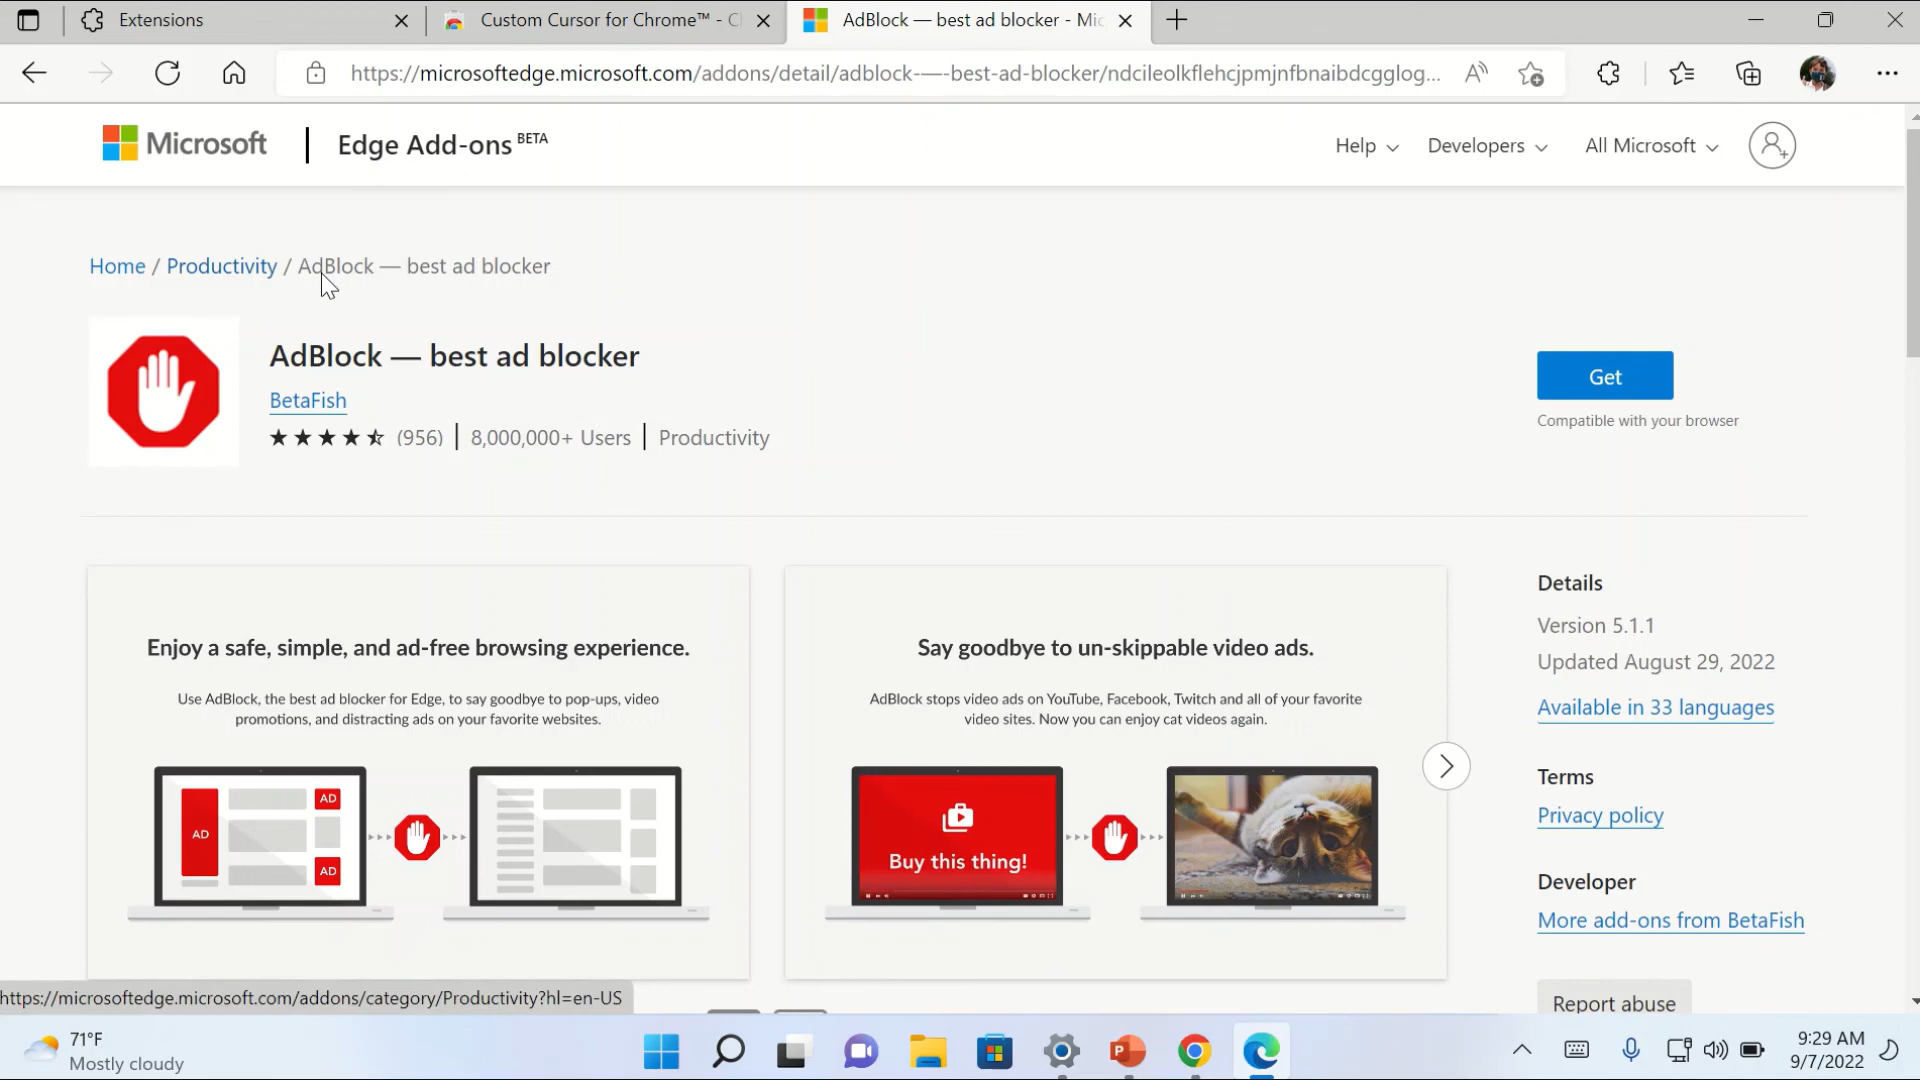 Extensions
Custom Cursor for Chrome™ - C
AdBlock — best ad blocker - Mic
https://microsoftedge.microsoft.com/addons/detail/adblock-—-best-ad-blocker/ndcileolkflehcjpmjnfbnaibdcgglog...
Microsoft
Edge Add-ons BETA
Help
Developers
All Microsoft
Home / Productivity / AdBlock — best ad blocker
AdBlock — best ad blocker
BetaFish
(956)
8,000,000+ Users
Productivity
Get
Compatible with your browser
Enjoy a safe, simple, and ad-free browsing experience.
Use AdBlock, the best ad blocker for Edge, to say goodbye to pop-ups, video
promotions, and distracting ads on your favorite websites.
AD
AD
AD
Say goodbye to un-skippable video ads.
AdBlock stops video ads on YouTube, Facebook, Twitch and all of your favorite
video sites. Now you can enjoy cat videos again.
Buy this thing!
Details
Version 5.1.1
Updated August 29, 2022
Available in 33 languages
Terms
Privacy policy
Developer
More add-ons from BetaFish
Report abuse
https://microsoftedge.microsoft.com/addons/category/Productivity?hl=en-US
71°F
Mostly cloudy
9:29 AM
9/7/2022